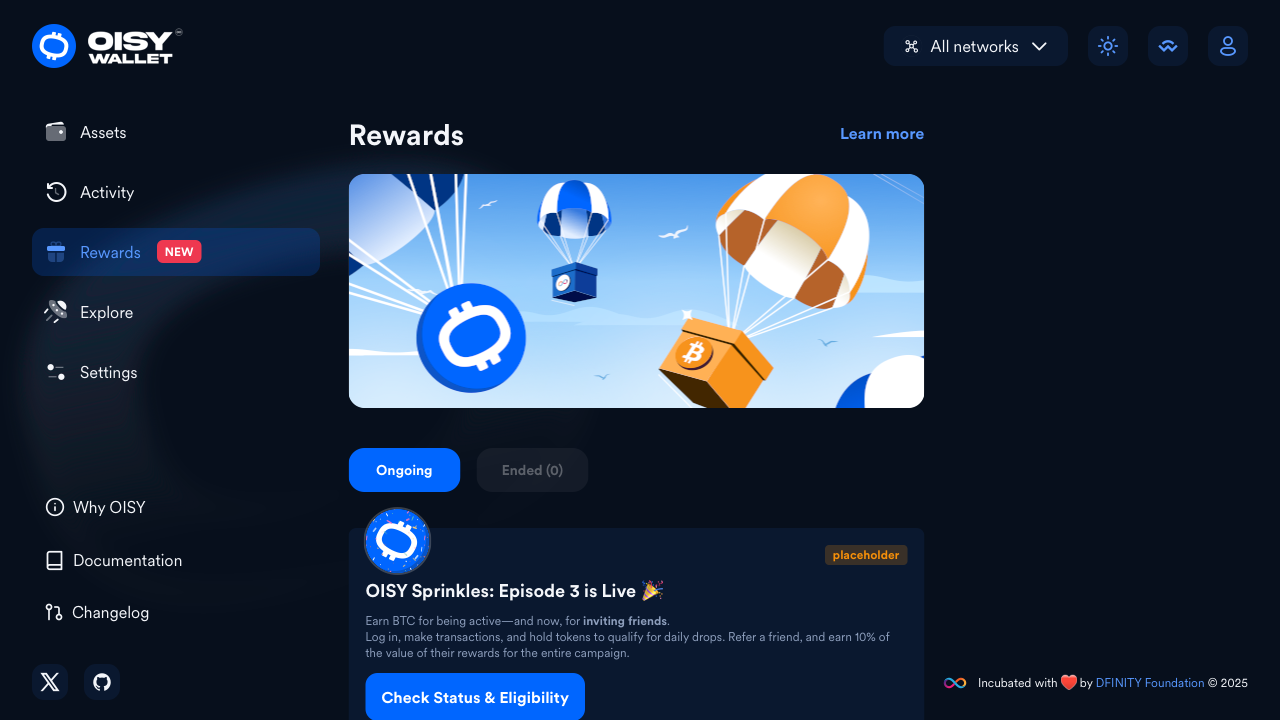 OISY
WALLET
All networks
Assets
Activity
Rewards NEW
Explore
Settings
Why OISY
Documentation
Changelog
Rewards
Learn more
Ongoing
Ended (0)
placeholder
OISY Sprinkles: Episode 3 is Live 🎉
Earn BTC for being active—and now, for inviting friends.
Log in, make transactions, and hold tokens to qualify for daily drops. Refer a friend, and earn 10% of
the value of their rewards for the entire campaign.
Check Status & Eligibility
Incubated with ❤️ by DFINITY Foundation © 2025